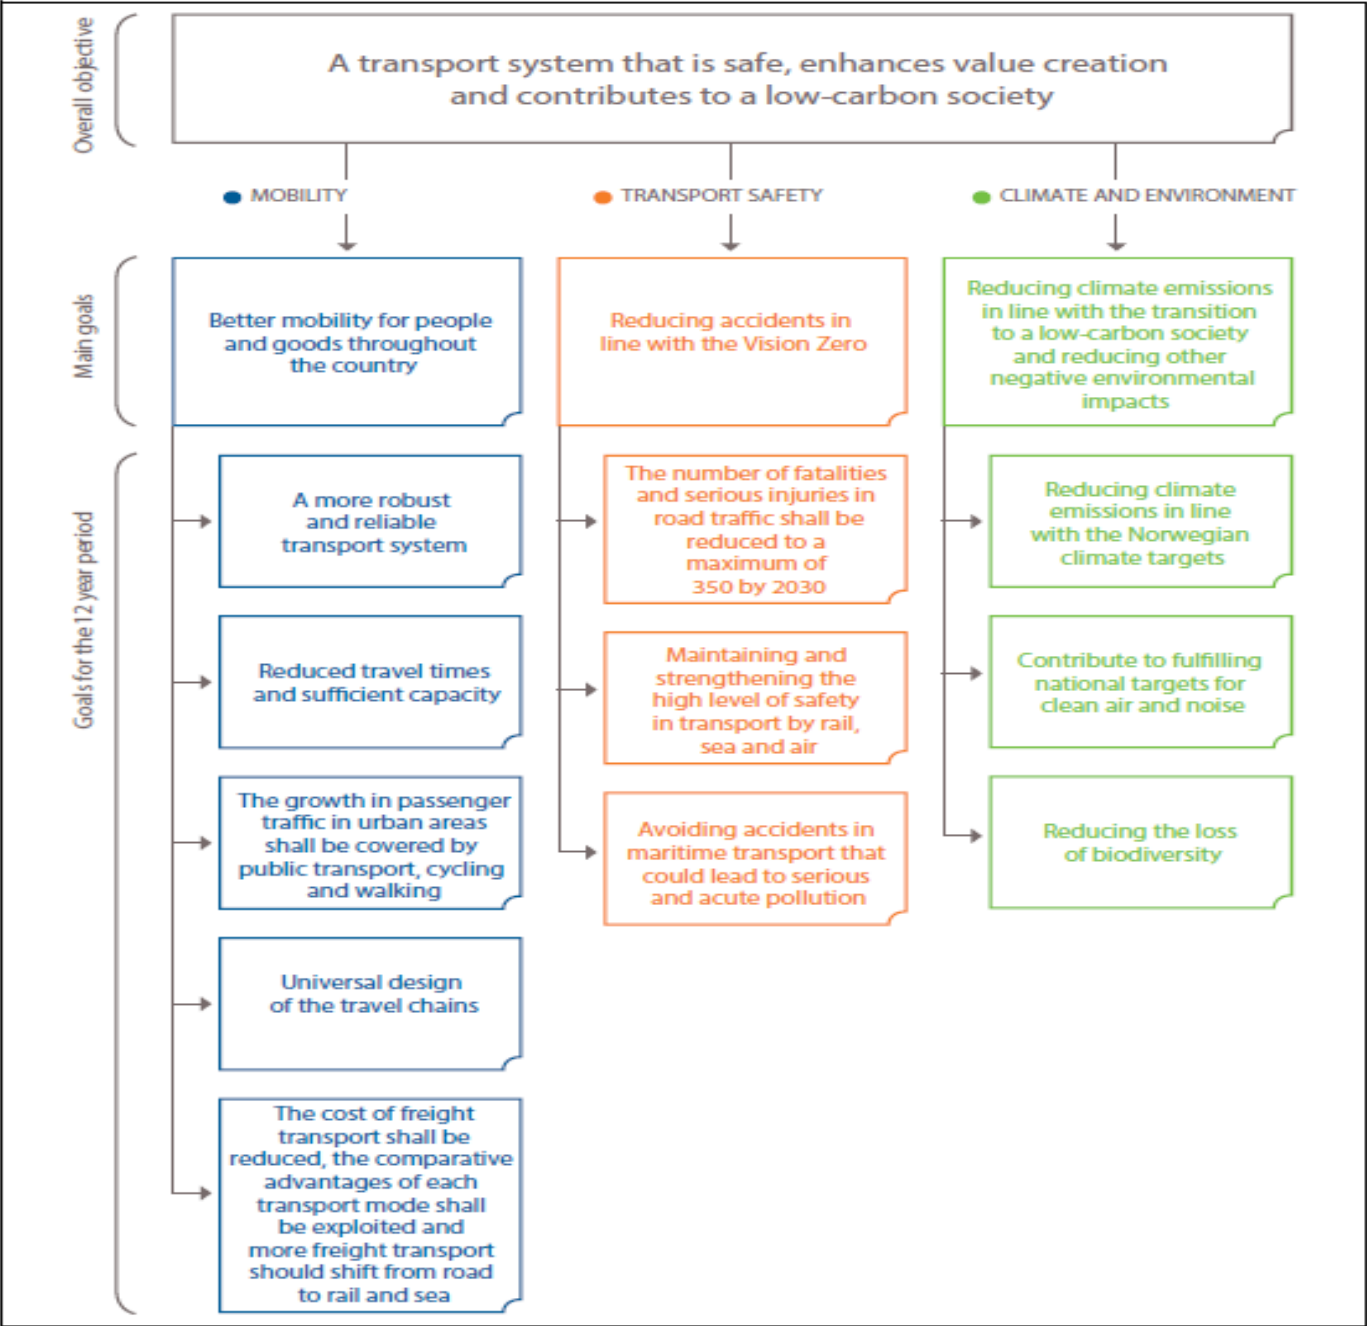 Overall objective
A transport system that is safe, enhances value creation
and contributes to a low-carbon society
MOBILITY
TRANSPORT SAFETY
CLIMATE AND ENVIRONMENT
Main goals
Better mobility for people
and goods throughout
the country
Reducing accidents in
line with the Vision Zero
Reducing climate emissions
in line with the transition
to a low-carbon society
and reducing other
negative environmental
impacts
Goals for the 12 year period
A more robust
and reliable
transport system
Reduced travel times
and sufficient capacity
The growth in passenger
traffic in urban areas
shall be covered by
public transport, cycling
and walking
Universal design
of the travel chains
The cost of freight
transport shall be
reduced, the comparative
advantages of each
transport mode shall
be exploited and
more freight transport
should shift from road
to rail and sea
The number of fatalities
and serious injuries in
road traffic shall be
reduced to a
maximum of
350 by 2030
Maintaining and
strengthening the
high level of safety
in transport by rail,
sea and air
Avoiding accidents in
maritime transport that
could lead to serious
and acute pollution
Reducing climate
emissions in line
with the Norwegian
climate targets
Contribute to fulfilling
national targets for
clean air and noise
Reducing the loss
of biodiversity